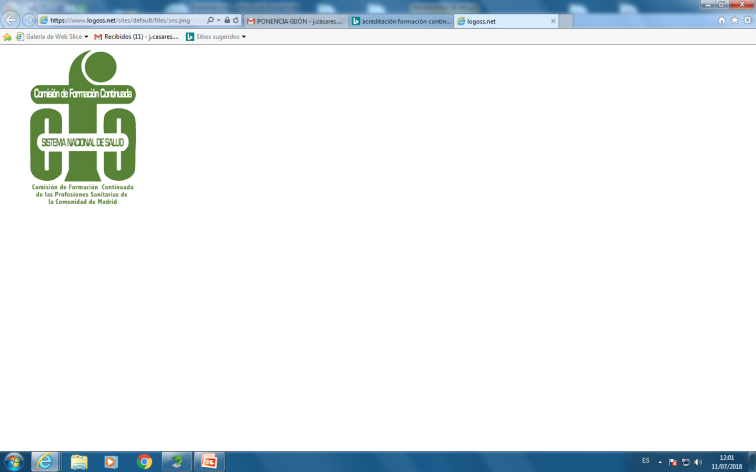 https://www.logoss.net/sites/default/files/sns.png
PONENCIA GIJÓN - j.casares....
acreditación formación contin...
logoss.net
Galería de Web Slice
Recibidos (11) - j.casares....
Sitios sugeridos
Comisión de Formación Continuada
SISTEMA NACIONAL DE SALUD
Comisión de Formación Continuada
de las Profesiones Sanitarias de
la Comunidad de Madrid
ES
12:01
11/07/2018